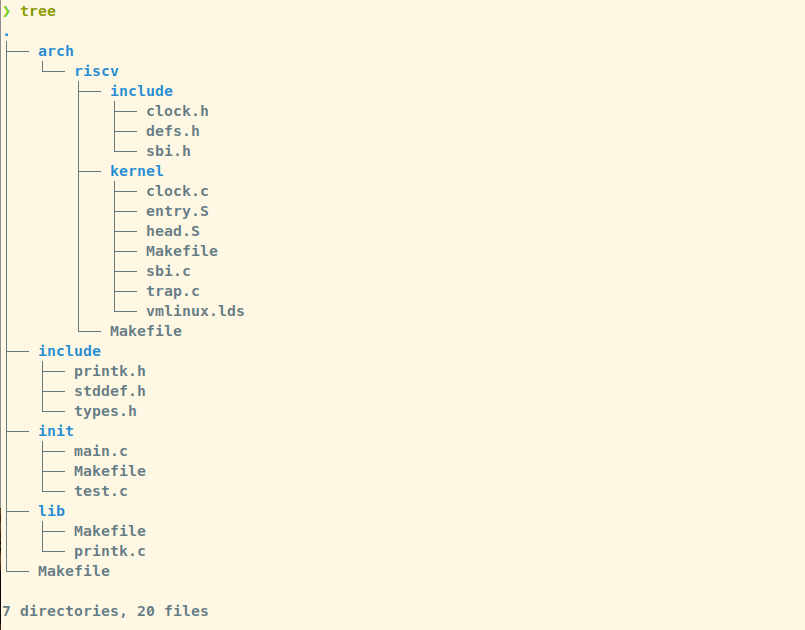 ❯ tree
.
├── arch
│   └── riscv
│       ├── include
│       │   ├── clock.h
│       │   ├── defs.h
│       │   └── sbi.h
│       ├── kernel
│       │   ├── clock.c
│       │   ├── entry.S
│       │   ├── head.S
│       │   ├── Makefile
│       │   ├── sbi.c
│       │   ├── trap.c
│       │   └── vmlinux.lds
│       └── Makefile
├── include
│   ├── printk.h
│   ├── stddef.h
│   └── types.h
├── init
│   ├── main.c
│   ├── Makefile
│   └── test.c
├── lib
│   ├── Makefile
│   └── printk.c
└── Makefile

7 directories, 20 files